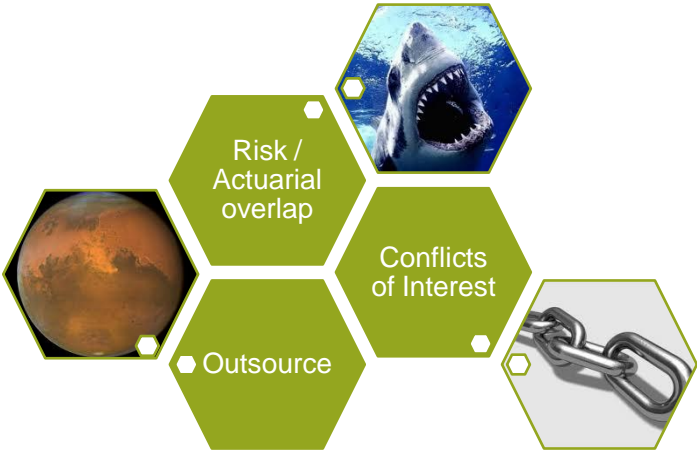 Risk /
Actuarial
overlap
Conflicts
of Interest
Outsource